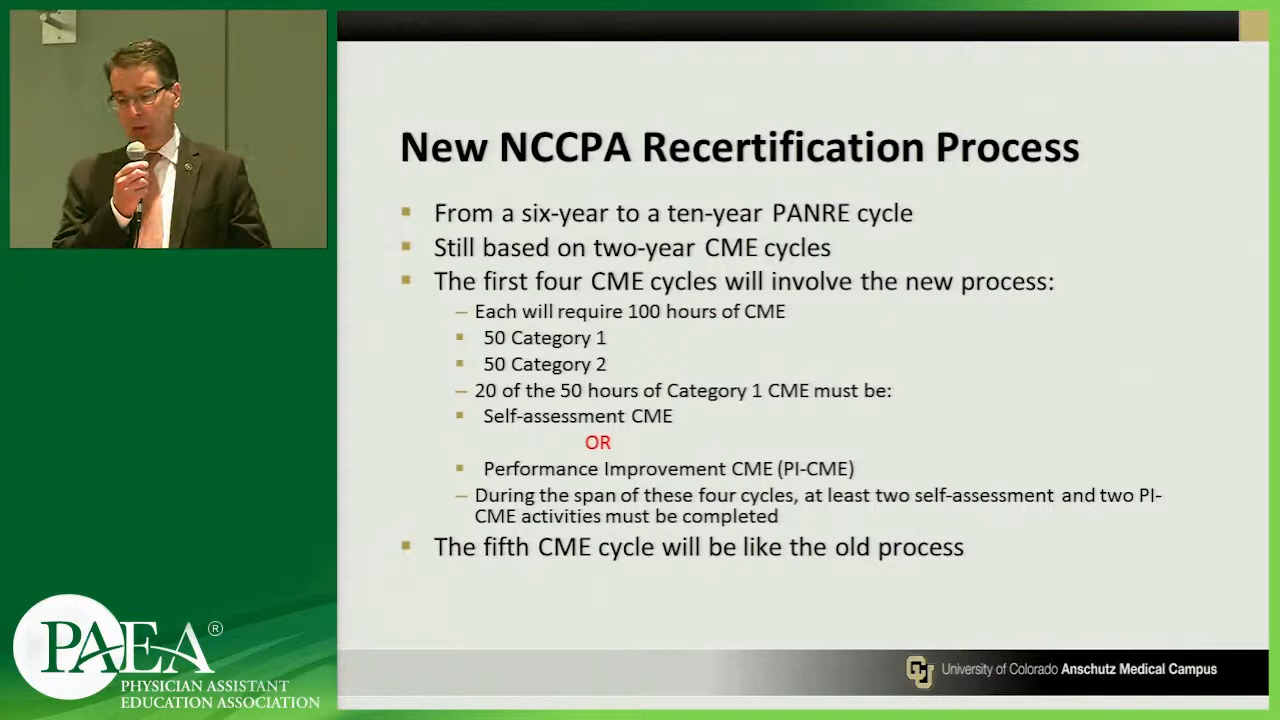 New NCCPA Recertification Process
▪ From a six-year to a ten-year PANRE cycle
▪ Still based on two-year CME cycles
▪ The first four CME cycles will involve the new process:
– Each will require 100 hours of CME
▪ 50 Category 1
▪ 50 Category 2
– 20 of the 50 hours of Category 1 CME must be:
▪ Self-assessment CME
OR
▪ Performance Improvement CME (PI-CME)
– During the span of these four cycles, at least two self-assessment and two PI-
CME activities must be completed
▪ The fifth CME cycle will be like the old process
PAEA®
PHYSICIAN ASSISTANT
EDUCATION ASSOCIATION
CU
University of Colorado Anschutz Medical Campus